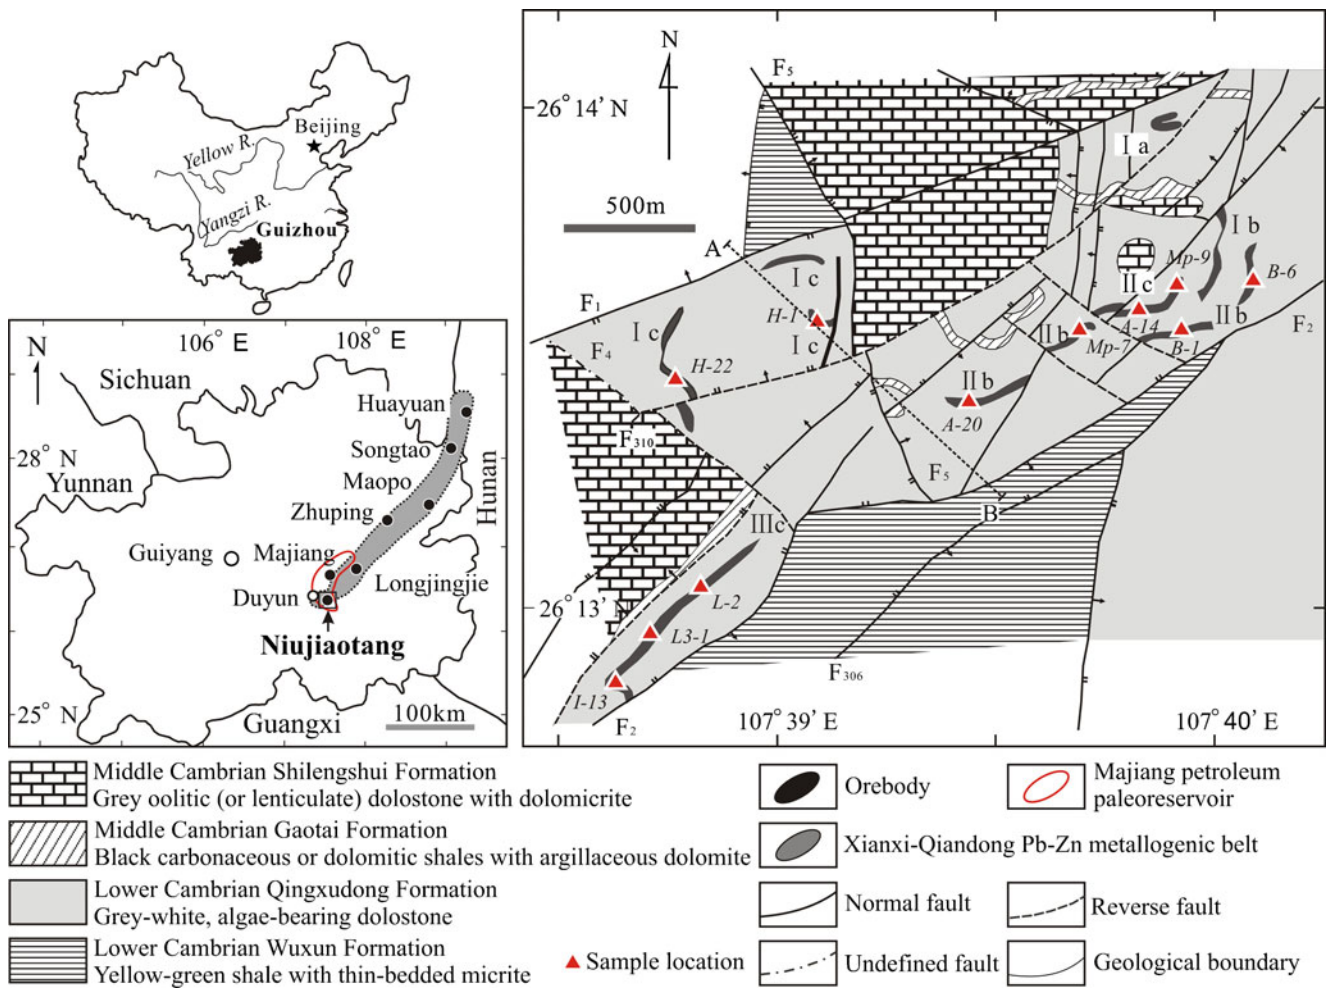 Beijing
Yellow R.
Yangzi R.
Guizhou
106° E
108° E
N
Sichuan
Huayuan
28° N
Songtao
Yunnan
Maopo
Hunan
Zhuping
Guiyang
Majiang
Longjingjie
Duyun
Niujiaotang
25° N
Guangxi
100km
N
F5
26° 14' N
I a
500m
A
I b
I c
Mp-9
B-6
II c
F1
H-1
A-14
II b
F2
I c
F4
I c
II b
Mp-7
B-1
H-22
II b
A-20
F310
F5
B
IIIc
L-2
26° 13' N
L3-1
F306
I-13
F2
107° 39' E
107° 40' E
Middle Cambrian Shilengshui Formation
Grey oolitic (or lenticulate) dolostone with dolomicrite
Middle Cambrian Gaotai Formation
Black carbonaceous or dolomitic shales with argillaceous dolomite
Lower Cambrian Qingxudong Formation
Grey-white, algae-bearing dolostone
Lower Cambrian Wuxun Formation
Yellow-green shale with thin-bedded micrite
Sample location
Orebody
Majiang petroleum
paleoreservoir
Xianxi-Qiandong Pb-Zn metallogenic belt
Normal fault
Reverse fault
Undefined fault
Geological boundary